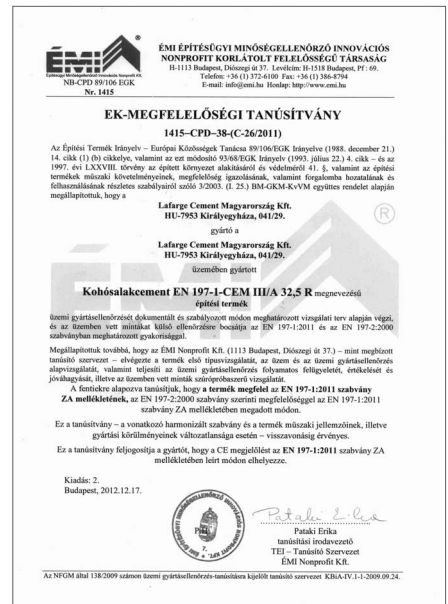 ÉMI ÉPÍTÉSÜGYI MINŐSÉGELLENŐRZŐ INNOVÁCIÓS
NONPROFIT KORLÁTOLT FELELŐSSÉGŰ TÁRSASÁG
H-1113 Budapest, Diószegi út 37. Levélcím: H-1518 Budapest, Pf : 69.
Telefon: +36 (1) 372-6100 Fax: +36 (1) 386-8794
E-mail: info@emi.hu Honlap: http://www.emi.hu
ÉMI
Építésügyi Minőségellenőrző Innovációs Nonprofit Kft.
NB-CPD 89/106 EGK
Nr. 1415
EK-MEGFELELŐSÉGI TANÚSÍTVÁNY
1415–CPD–38–(C-26/2011)
Az Építési Termék Irányelv – Európai Közösségek Tanácsa 89/106/EGK Irányelve (1988. december 21.)
14. cikk (1) (b) cikkelye, valamint az ezt módosító 93/68/EGK Irányelv (1993. július 22.) 4. cikk – és az
1997. évi LXXVIII. törvény az épített környezet alakításáról és védelméről 41. §, valamint az építési
termékek műszaki követelményeinek, megfelelőség igazolásának, valamint forgalomba hozatalának és
felhasználásának részletes szabályairól szóló 3/2003. (I. 25.) BM-GKM-KvVM együttes rendelet alapján
megállapítottuk, hogy a
Lafarge Cement Magyarország Kft.
HU-7953 Királyegyháza, 041/29.
gyártó a
Lafarge Cement Magyarország Kft.
HU-7953 Királyegyháza, 041/29.
üzemében gyártott
Kohósalakcement EN 197-1-CEM III/A 32,5 R megnevezésű
építési termék
üzemi gyártásellenőrzését dokumentált és szabályozott módon meghatározott vizsgálati terv alapján végzi,
és az üzemben vett mintákat külső ellenőrzésre bocsátja az EN 197-1:2011 és az EN 197-2:2000
szabványban meghatározott gyakorisággal.
Megállapítottuk továbbá, hogy az ÉMI Nonprofit Kft. (1113 Budapest, Diószegi út 37.) – mint megbízott
tanúsító szervezet – elvégezte a termék első típusvizsgálatát, az üzem és az üzemi gyártásellenőrzés
alapvizsgálatát, valamint teljesíti az üzemi gyártásellenőrzés folyamatos felügyeletét, értékelését és
jóváhagyását, illetve az üzemben vett minták szúrópróbaszerű vizsgálatát.
A fentiekre alapozva tanúsítjuk, hogy a termék megfelel az EN 197-1:2011 szabvány
ZA mellékletének, az EN 197-2:2000 szabvány szerinti megfelelőséggel az EN 197-1:2011
szabvány ZA mellékletében megadott módon.
Ez a tanúsítvány – a vonatkozó harmonizált szabvány és a termék műszaki jellemzőinek, illetve
gyártási körülményeinek változatlansága esetén – visszavonásig érvényes.
Ez a tanúsítvány feljogosítja a gyártót, hogy a CE megjelölést az EN 197-1:2011 szabvány ZA
mellékletében leírt módon elhelyezze.
Kiadás: 2.
Budapest, 2012.12.17.
Pataki Erika
Pataki Erika
tanúsítási irodavezető
TEI – Tanúsító Szervezet
ÉMI Nonprofit Kft.
Az NFGM által 138/2009 számon üzemi gyártásellenőrzés-tanúsításra kijelölt tanúsító szervezet KBiA-IV.1-1-2009.09.24.